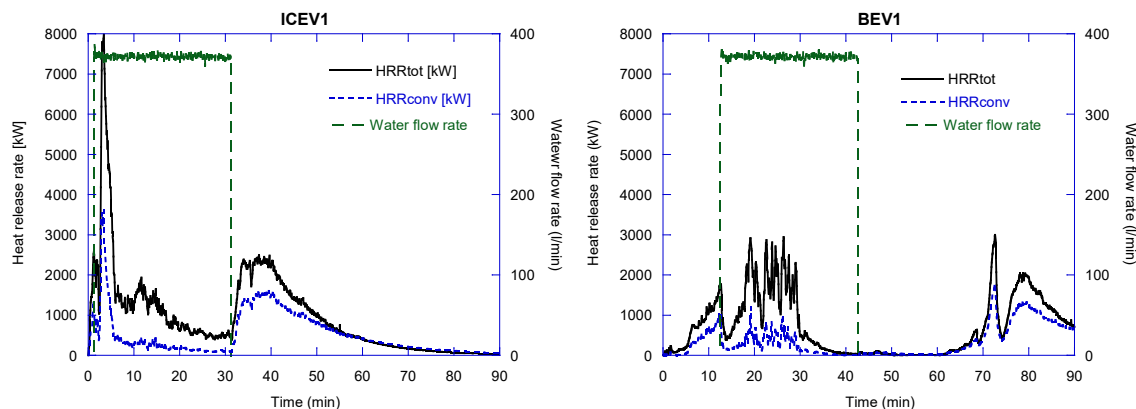 ICEV1
8000
7000
6000
5000
4000
3000
2000
1000
0
Heat release rate [kW]
HRRtot [kW]
HRRconv [kW]
Water flow rate
400
300
200
100
0
Watewr flow rate (l/min)
0 10 20 30 40 50 60 70 80 90
Time (min)
BEV1
8000
7000
6000
5000
4000
3000
2000
1000
0
Heat release rate (kW)
HRRtot
HRRconv
Water flow rate
400
300
200
100
0
Water flow rate (l/min)
0 10 20 30 40 50 60 70 80 90
Time (min)